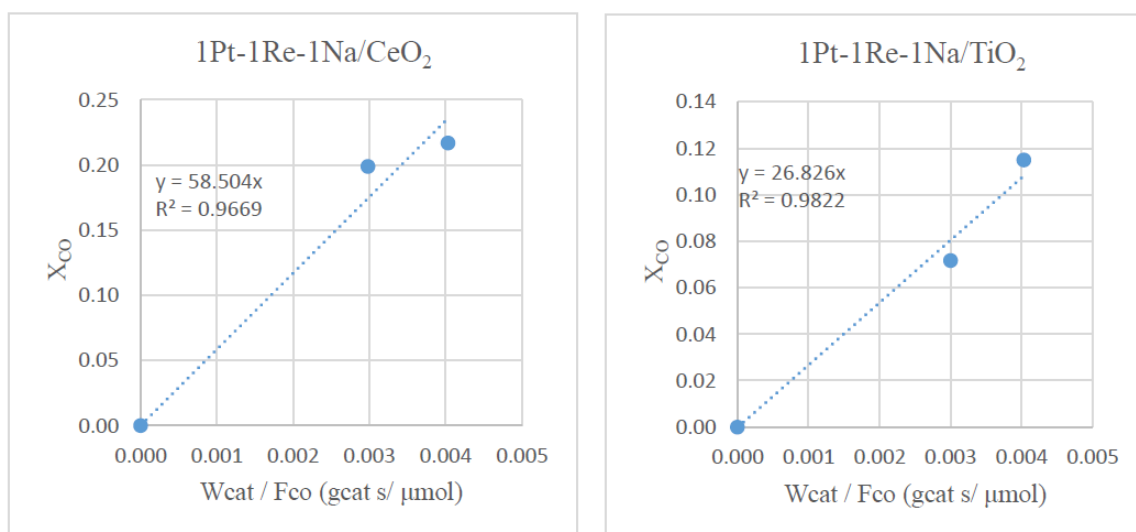 1Pt-1Re-1Na/CeO₂
0.25
0.20
0.15
0.10
0.05
0.00
y = 58.504x
R² = 0.9669
X_CO
0.000 0.001 0.002 0.003 0.004 0.005
Wcat / Fco (gcat s/ μmol)
1Pt-1Re-1Na/TiO₂
0.14
0.12
0.10
0.08
0.06
0.04
0.02
0.00
y = 26.826x
R² = 0.9822
X_CO
0.000 0.001 0.002 0.003 0.004 0.005
Wcat / Fco (gcat s/ μmol)